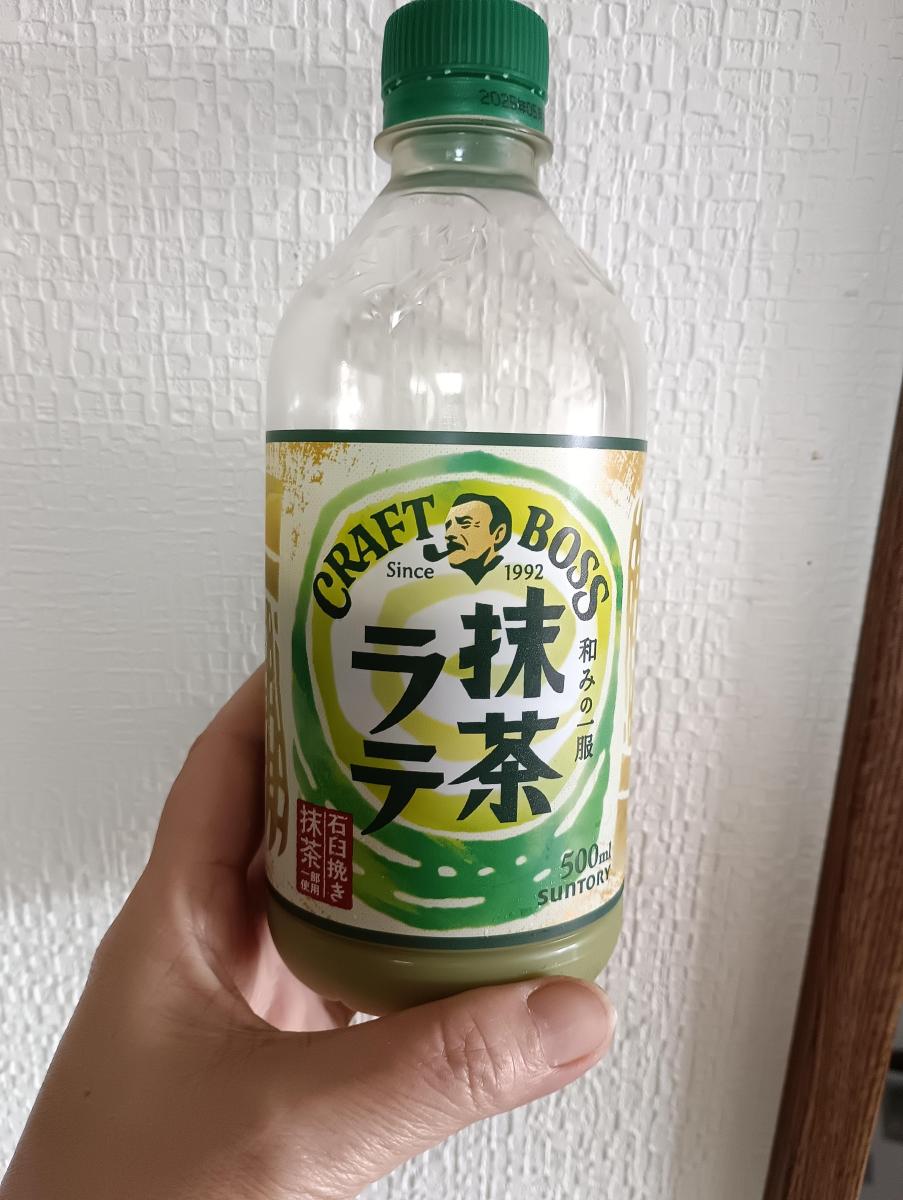 CRAFT BOSS
Since 1992
抹茶
ラテ
和みの一服
石臼挽き
抹茶一部使用
500ml
SUNTORY